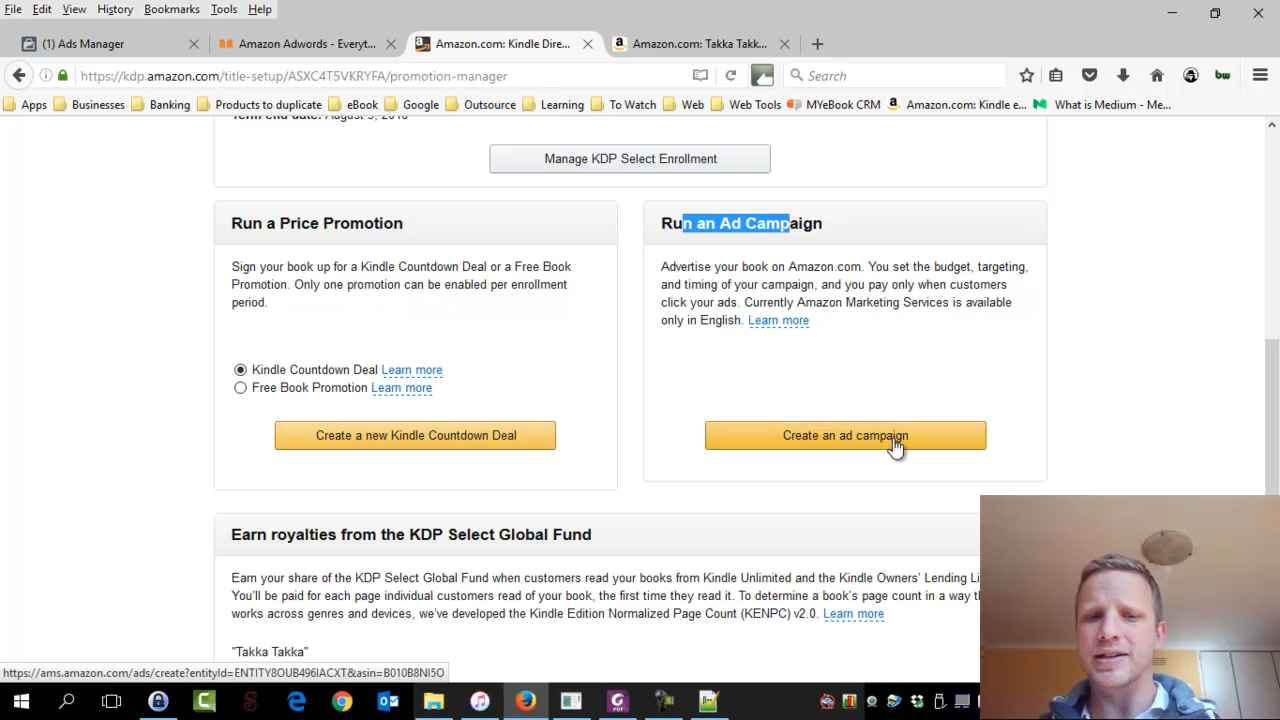 File Edit View History Bookmarks Tools Help
(1) Ads Manager
Amazon Adwords - Everyt...
Amazon.com: Kindle Dire...
Amazon.com: Takka Takk...
https://kdp.amazon.com/title-setup/ASXC4T5VKRYFA/promotion-manager
Search
bw
Apps Businesses Banking Products to duplicate eBook Google Outsource Learning To Watch Web Web Tools MYeBook CRM Amazon.com: Kindle e... What is Medium - Me...
Term end date: August 9, 2016
Manage KDP Select Enrollment
Run a Price Promotion
Sign your book up for a Kindle Countdown Deal or a Free Book
Promotion. Only one promotion can be enabled per enrollment
period.
Kindle Countdown Deal Learn more
Free Book Promotion Learn more
Create a new Kindle Countdown Deal
Run an Ad Campaign
Advertise your book on Amazon.com. You set the budget, targeting,
and timing of your campaign, and you pay only when customers
click your ads. Currently Amazon Marketing Services is available
only in English. Learn more
Create an ad campaign
Earn royalties from the KDP Select Global Fund
Earn your share of the KDP Select Global Fund when customers read your books from Kindle Unlimited and the Kindle Owners' Lending Li
You'll be paid for each page individual customers read of your book, the first time they read it. To determine a book's page count in a way th
works across genres and devices, we've developed the Kindle Edition Normalized Page Count (KENPC) v2.0. Learn more
"Takka Takka"
https://ams.amazon.com/ads/create?entityId=ENTITY8OUB496IACXT&asin=B010B8NI5O